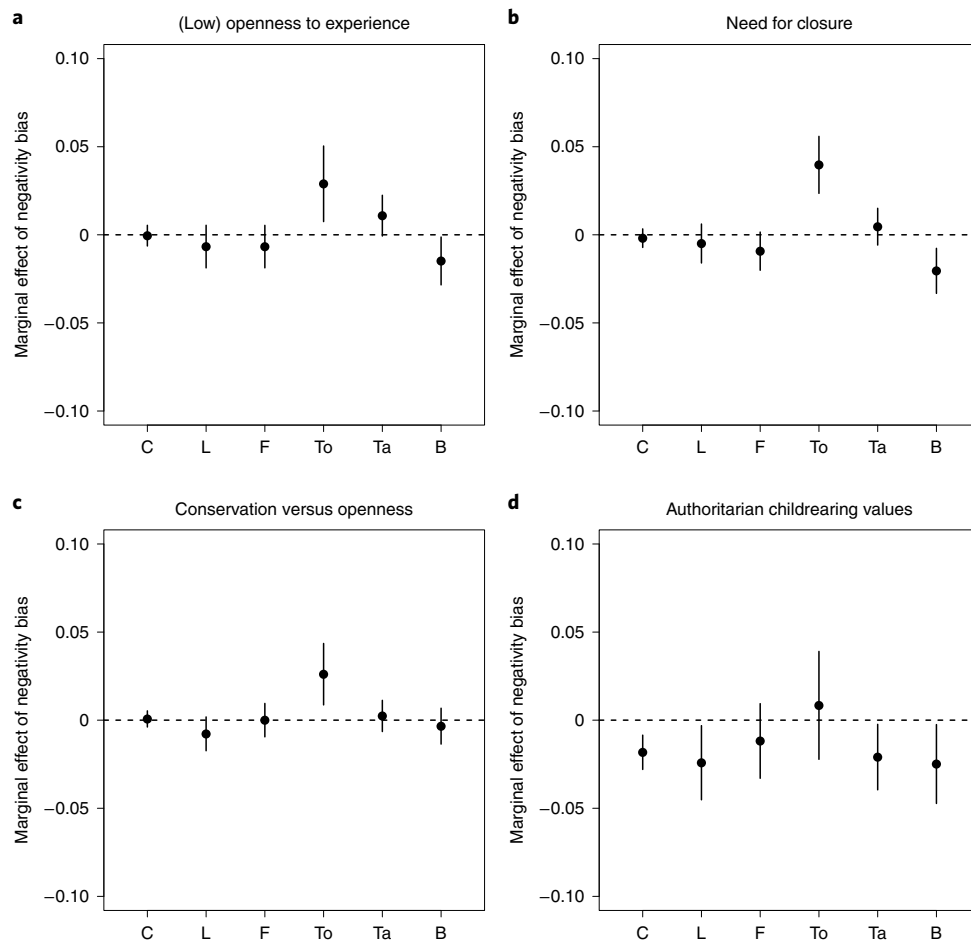 a
(Low) openness to experience
Marginal effect of negativity bias
0.10
0.05
0
−0.05
−0.10
C L F To Ta B
b
Need for closure
Marginal effect of negativity bias
0.10
0.05
0
−0.05
−0.10
C L F To Ta B
c
Conservation versus openness
Marginal effect of negativity bias
0.10
0.05
0
−0.05
−0.10
C L F To Ta B
d
Authoritarian childrearing values
Marginal effect of negativity bias
0.10
0.05
0
−0.05
−0.10
C L F To Ta B